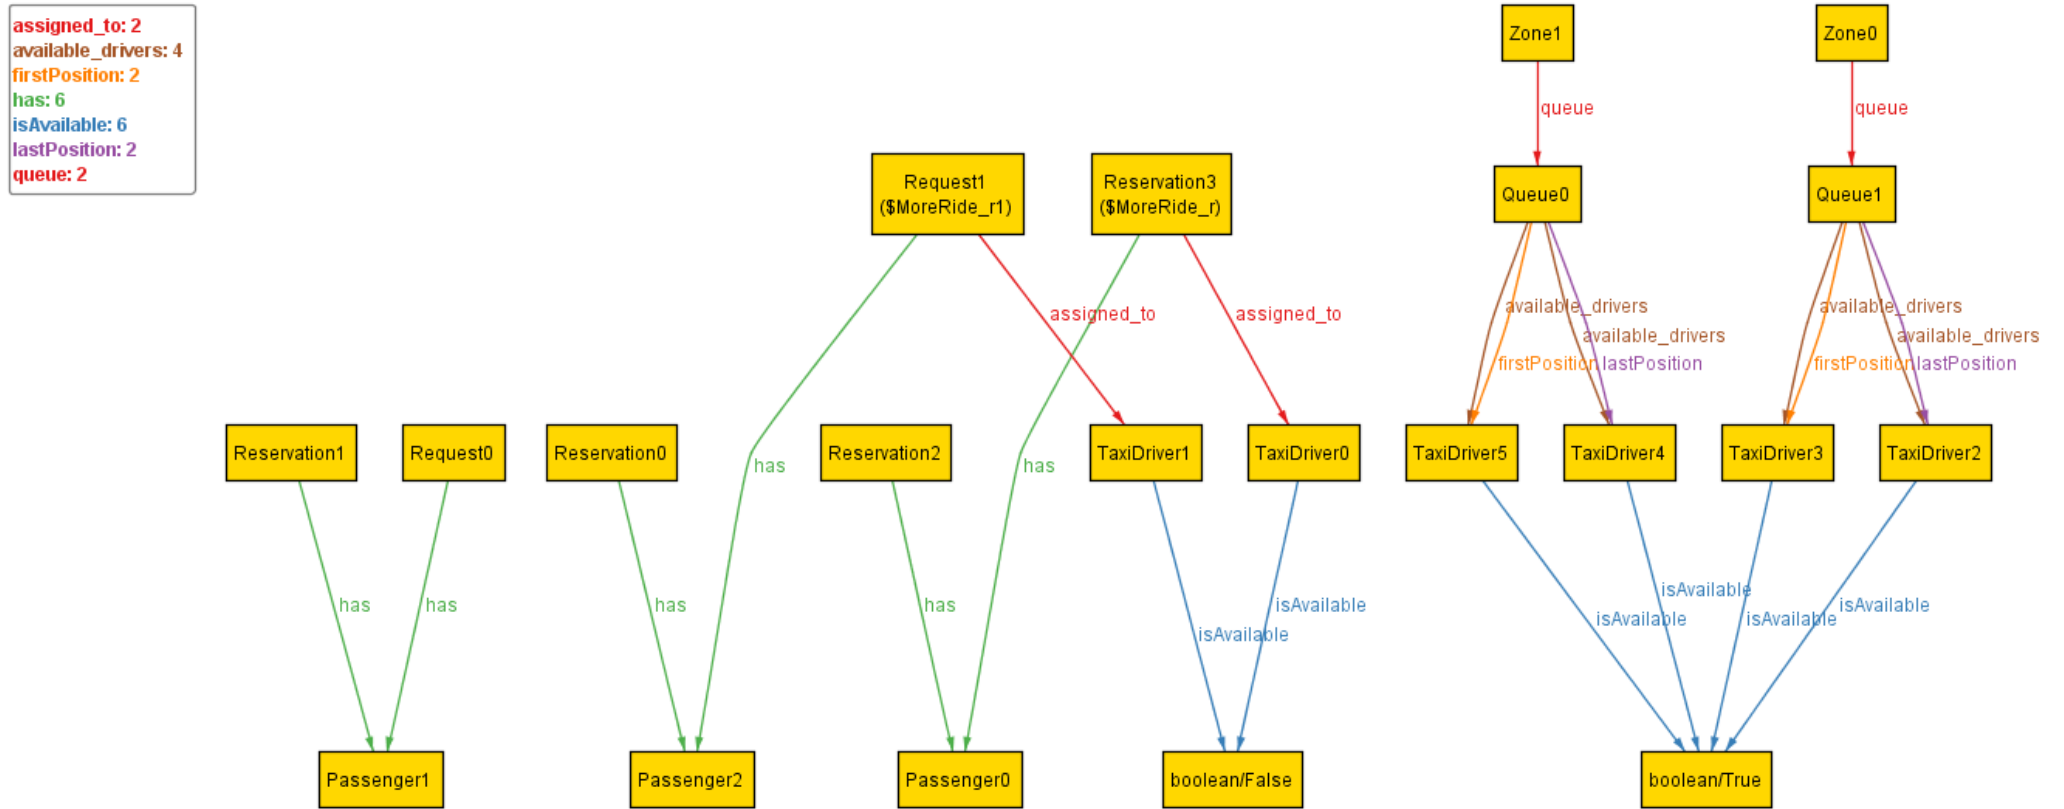 assigned_to: 2
available_drivers: 4
firstPosition: 2
has: 6
isAvailable: 6
lastPosition: 2
queue: 2
Zone1
Zone0
queue
queue
Request1
($MoreRide_r1)
Reservation3
($MoreRide_r)
Queue0
Queue1
assigned_to
assigned_to
available_drivers
available_drivers
available_drivers
available_drivers
firstPosition
lastPosition
firstPosition
lastPosition
Reservation1
Request0
Reservation0
Reservation2
TaxiDriver1
TaxiDriver0
TaxiDriver5
TaxiDriver4
TaxiDriver3
TaxiDriver2
has
has
has
has
has
has
isAvailable
isAvailable
isAvailable
isAvailable
isAvailable
isAvailable
Passenger1
Passenger2
Passenger0
boolean/False
boolean/True